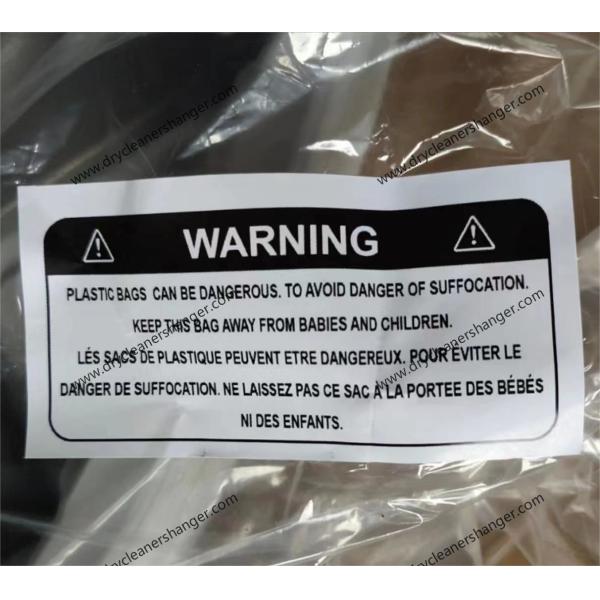 WARNING
PLASTIC BAGS CAN BE DANGEROUS. TO AVOID DANGER OF SUFFOCATION.
KEEP THIS BAG AWAY FROM BABIES AND CHILDREN.
LÉS SACS DE PLASTIQUE PEUVENT ETRE DANGEREUX. POUR ÉVITER LE
DANGER DE SUFFOCATION. NE LAISSEZ PAS CE SAC À LA PORTEE DES BÉBÉS
NI DES ENFANTS.
www.drycleanershanger.com
www.drycleanershanger.com
www.drycleanershanger.com
www.drycleanershanger.com
www.drycleanershanger.com
www.drycleanershanger.com